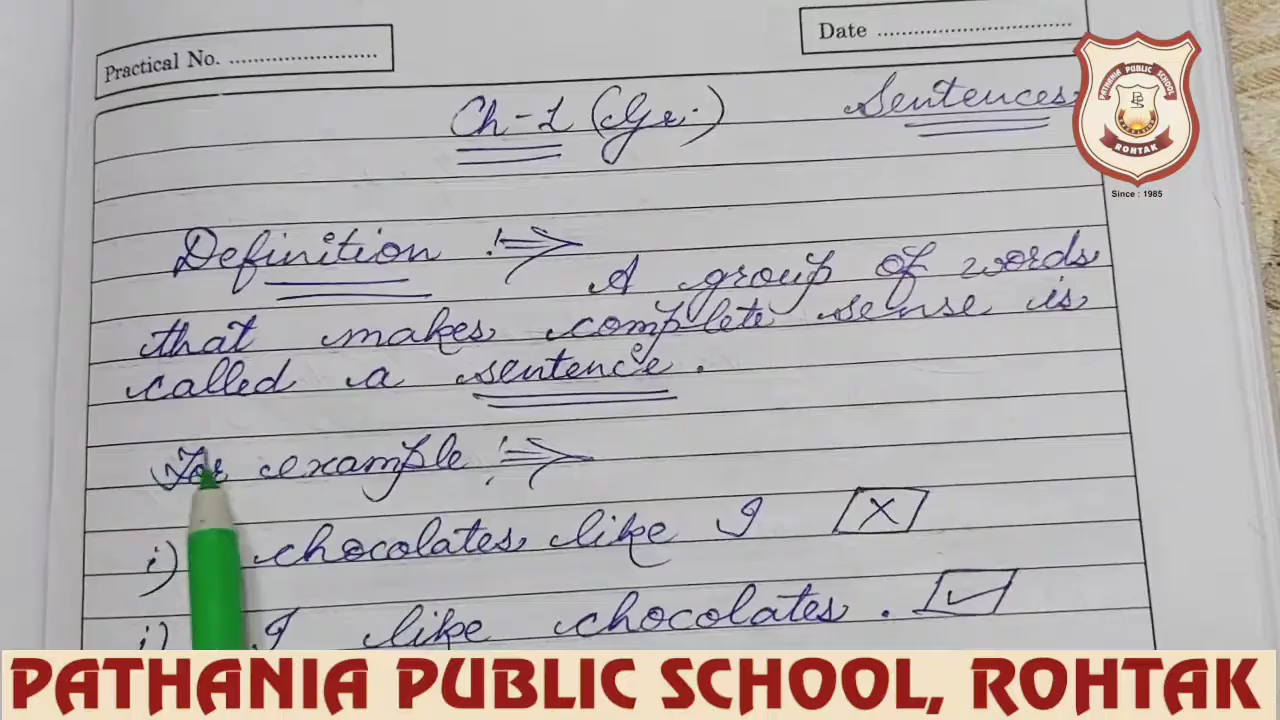 Practical No. ................................
Date ................................
Ch-1 (Gr.)
Sentences
PATHANIA PUBLIC SCHOOL
PS
ROHTAK
Since : 1985
Definition :⇒
A group of words
that makes complete sense is
called a sentence.
For example :⇒
i) chocolates like I [X]
i) I like chocolates. [✓]
PATHANIA PUBLIC SCHOOL, ROHTAK